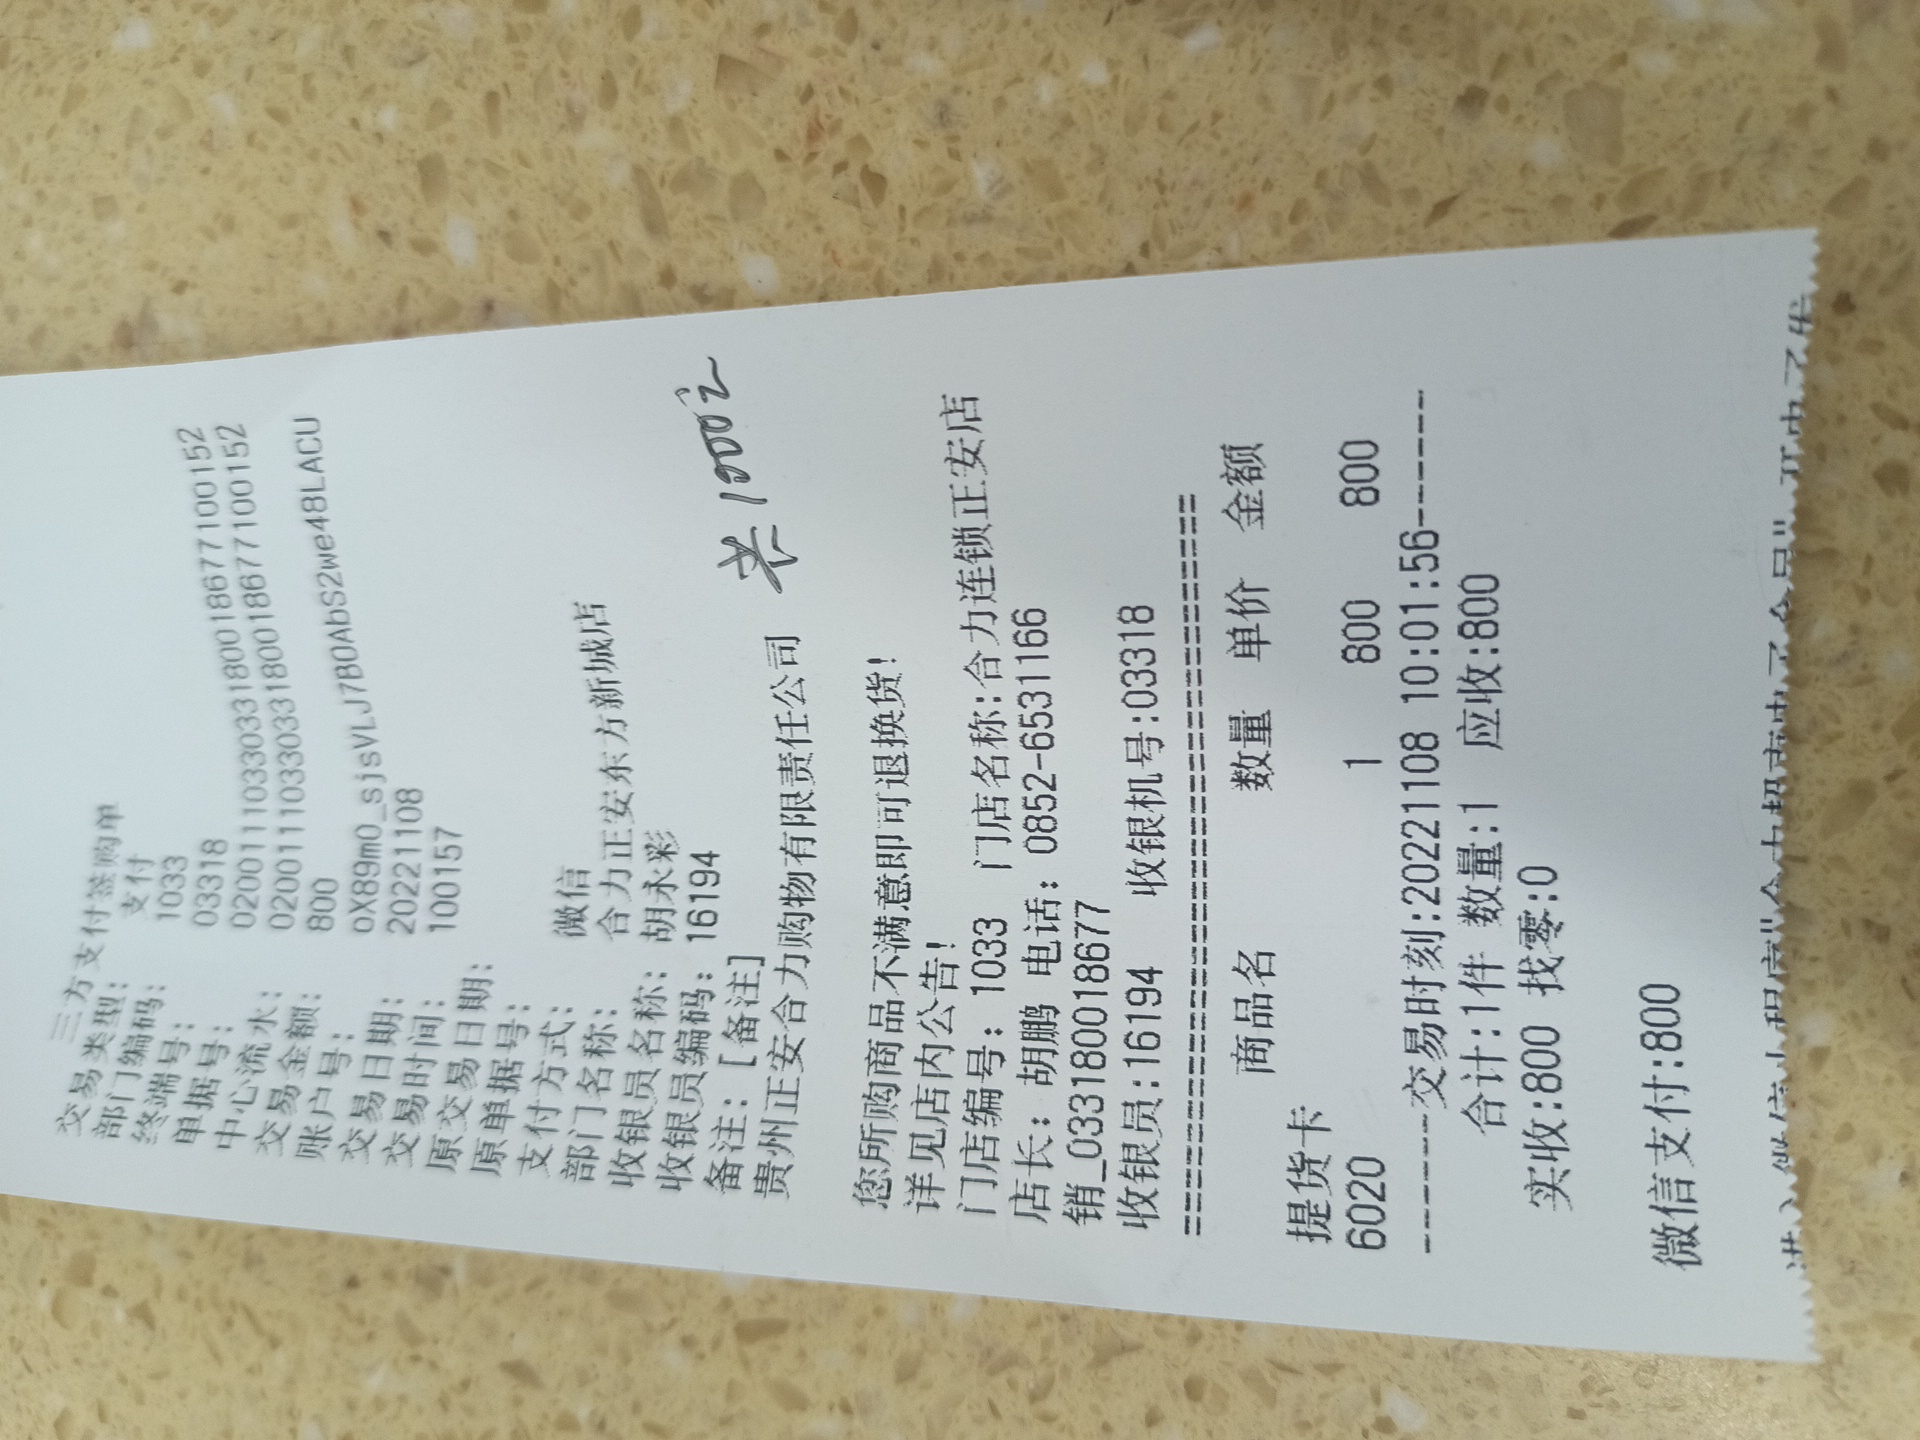 三方支付签购单
交易类型: 支付
部门编码: 1033
终端号: 03318
单据号: 020011103303318001867710015​2
中心流水: 0200111033033180018677100152
交易金额: 800
账户号: oX89mO_sjsVLJ7BOAbS2we4BLACU
交易日期: 20221108
交易时间: 100157
原交易日期:
原单据号:
支付方式: 微信
部门名称: 合力正安东方新城店
收银员名称: 胡永彩
收银员编码: 16194
备注: [备注]
贵州正安合力购物有限责任公司
共
您所购商品不满意即可退换货!
详见店内公告!
门店编号: 1033 门店名称:合力连锁正安店
店长: 胡鹏 电话: 0852-6531166
销_033180018677
收银员:16194 收银机号:03318
==============================
商品名 数量 单价 金额
提货卡
60020 1 800 800
------交易时刻:20221108 10:01:56------
合计:1件 数量:1 应收:800
实收:800 找零:0
微信支付:800